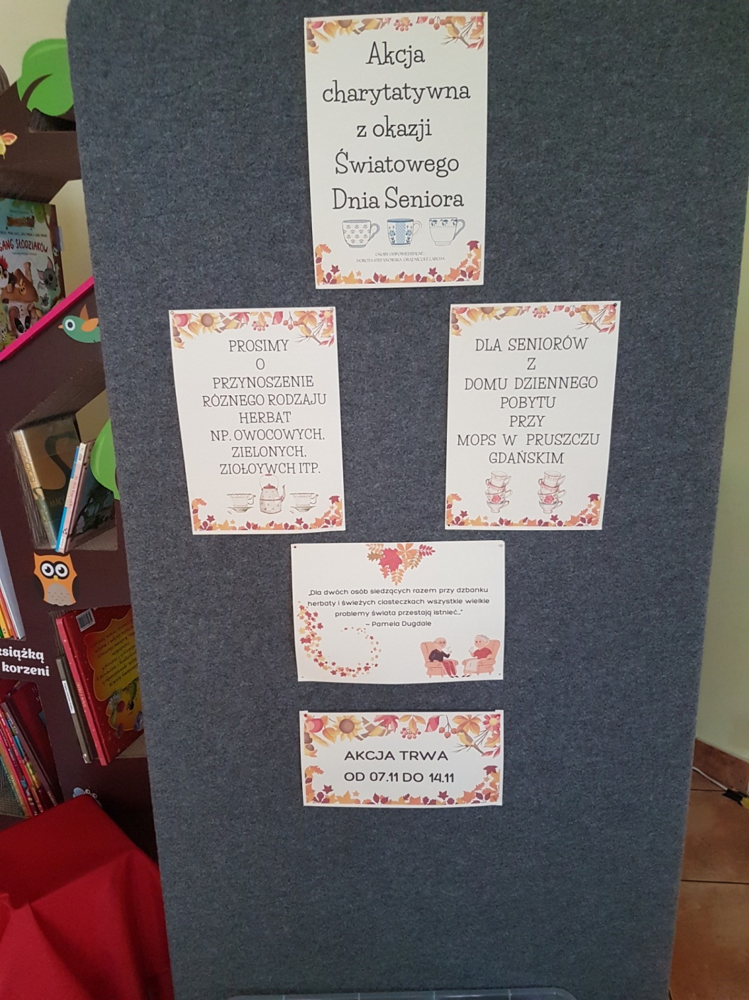 Akcja
charytatywna
z okazji
Światowego
Dnia Seniora
OSOBY ODPOWIEDZIALNE:
DOROTA STEFANOWSKA ORAZ NICOLE LABUDA
PROSIMY
O
PRZYNOSZENIE
RÓŻNEGO RODZAJU
HERBAT
NP. OWOCOWYCH,
ZIELONYCH,
ZIOŁOYWCH ITP.
DLA SENIORÓW
Z
DOMU DZIENNEGO
POBYTU
PRZY
MOPS W PRUSZCZU
GDAŃSKIM
„Dla dwóch osób siedzących razem przy dzbanku
herbaty i świeżych ciasteczkach wszystkie wielkie
problemy świata przestają istnieć..."
~ Pamela Dugdale
AKCJA TRWA
OD 07.11 DO 14.11
GANG SŁODZIAKÓW
książką
korzeni